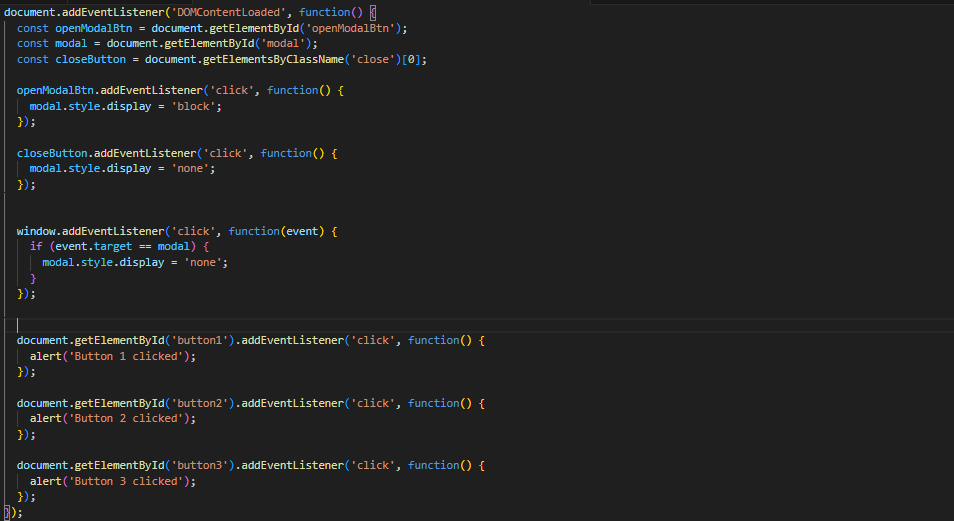 document.addEventListener('DOMContentLoaded', function() {
  const openModalBtn = document.getElementById('openModalBtn');
  const modal = document.getElementById('modal');
  const closeButton = document.getElementsByClassName('close')[0];

  openModalBtn.addEventListener('click', function() {
    modal.style.display = 'block';
  });

  closeButton.addEventListener('click', function() {
    modal.style.display = 'none';
  });


  window.addEventListener('click', function(event) {
    if (event.target == modal) {
      modal.style.display = 'none';
    }
  });


  document.getElementById('button1').addEventListener('click', function() {
    alert('Button 1 clicked');
  });

  document.getElementById('button2').addEventListener('click', function() {
    alert('Button 2 clicked');
  });

  document.getElementById('button3').addEventListener('click', function() {
    alert('Button 3 clicked');
  });
});